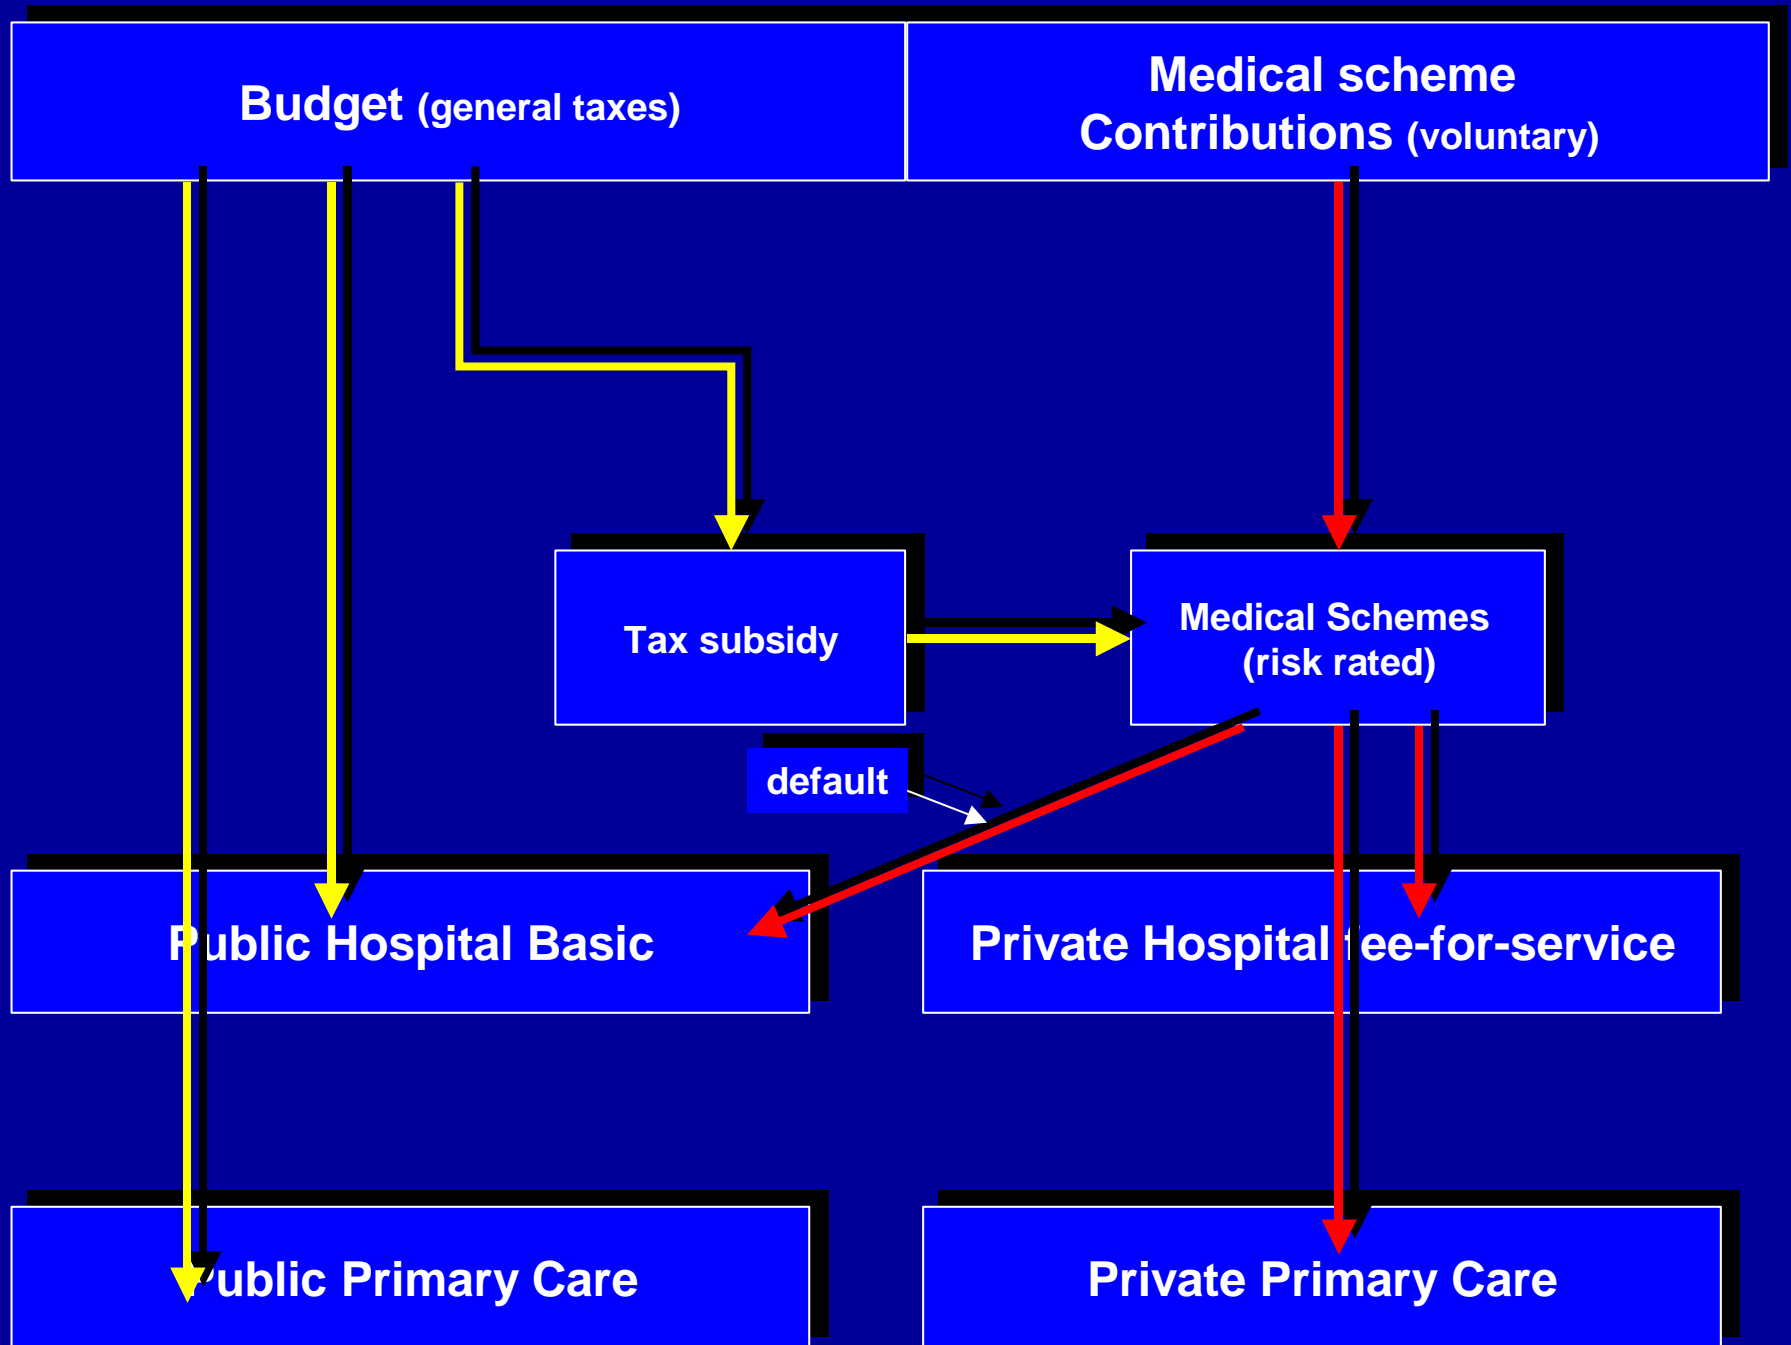 Budget (general taxes)
Medical scheme
Contributions (voluntary)
Tax subsidy
Medical Schemes
(risk rated)
default
Public Hospital Basic
Private Hospital fee-for-service
Public Primary Care
Private Primary Care